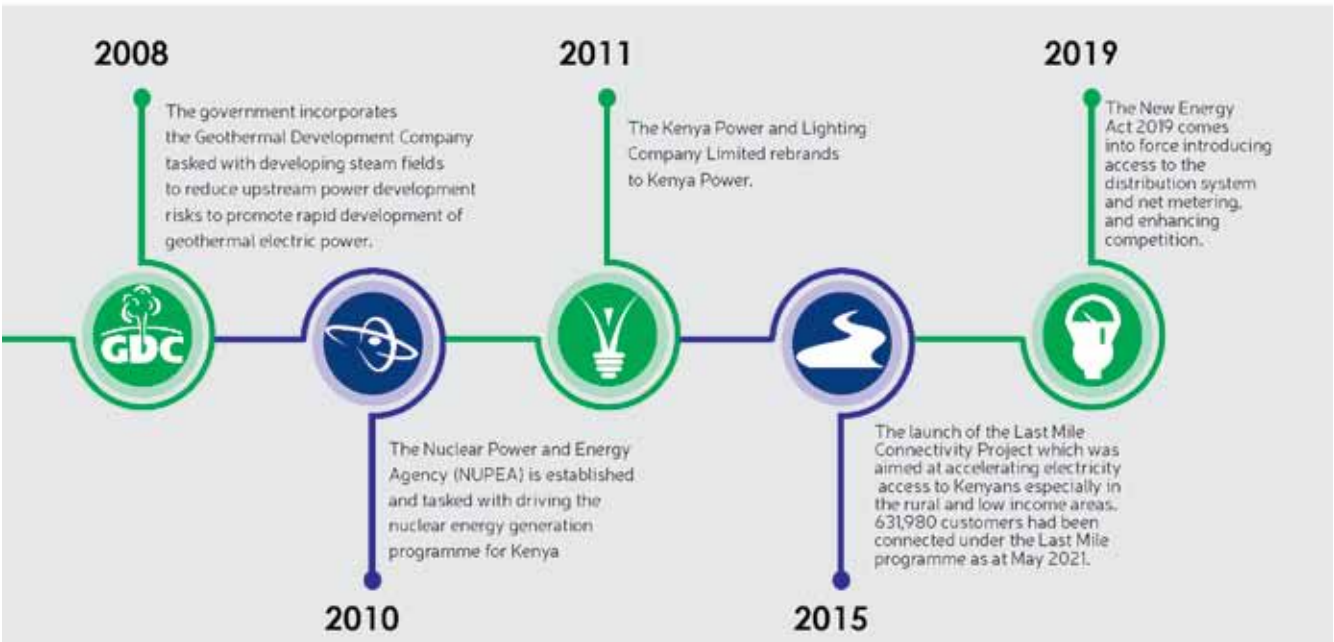 2008
The government incorporates
the Geothermal Development Company
tasked with developing steam fields
to reduce upstream power development
risks to promote rapid development of
geothermal electric power.
GDC
2010
The Nuclear Power and Energy
Agency (NUPEA) is established
and tasked with driving the
nuclear energy generation
programme for Kenya
2011
The Kenya Power and Lighting
Company Limited rebrands
to Kenya Power.
2015
The launch of the Last Mile
Connectivity Project which was
aimed at accelerating electricity
access to Kenyans especially in
the rural and low income areas.
631,980 customers had been
connected under the Last Mile
programme as at May 2021.
2019
The New Energy
Act 2019 comes
into force introducing
access to the
distribution system
and net metering,
and enhancing
competition.